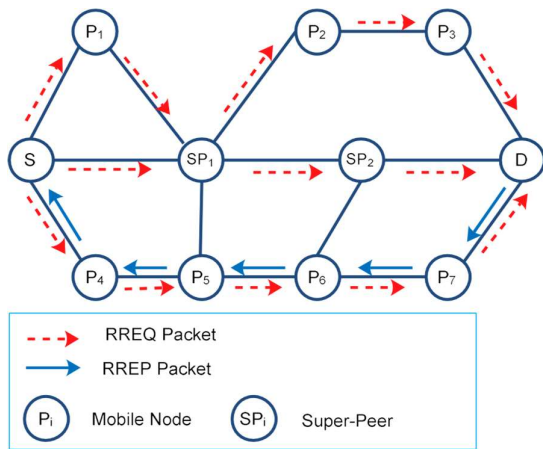 P1
P2
P3
S
SP1
SP2
D
P4
P5
P6
P7
RREQ Packet
RREP Packet
Pi
Mobile Node
SPi
Super-Peer